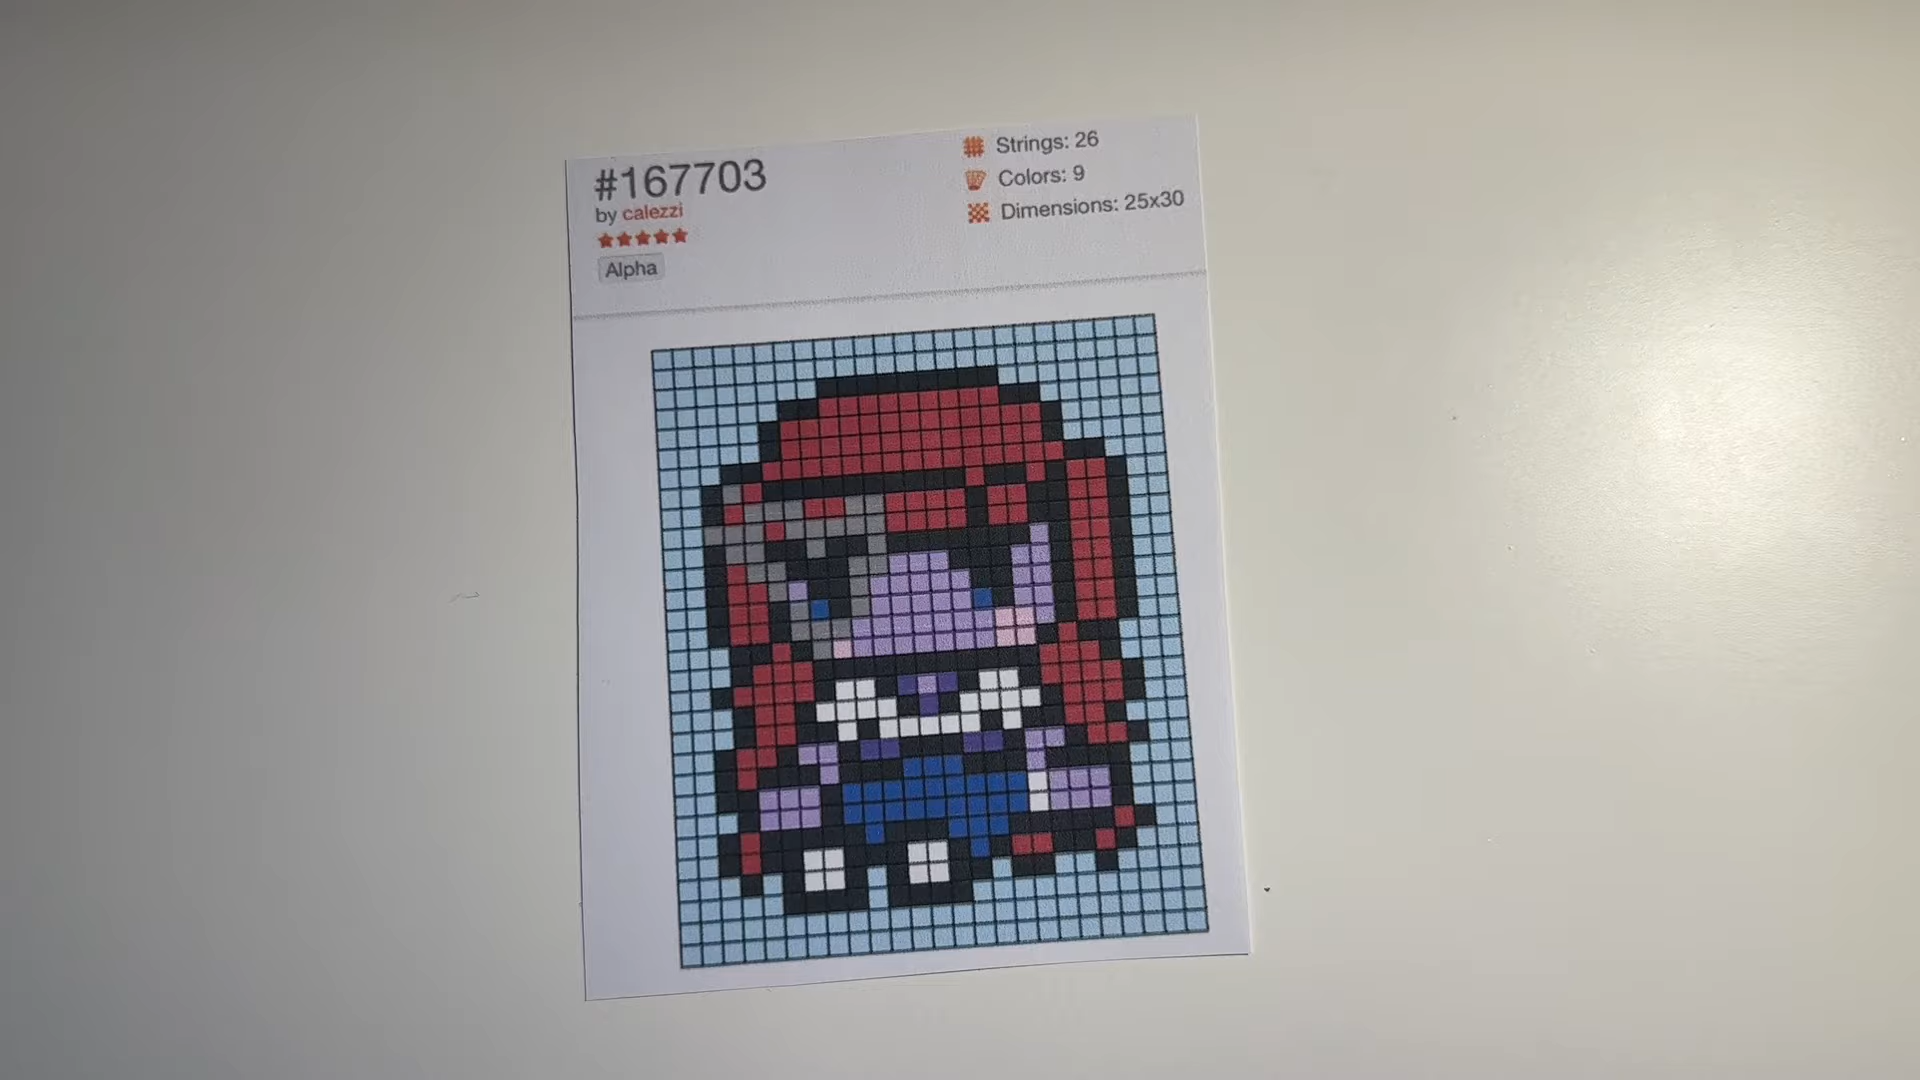 #167703
by calezzi
Alpha
Strings: 26
Colors: 9
Dimensions: 25x30